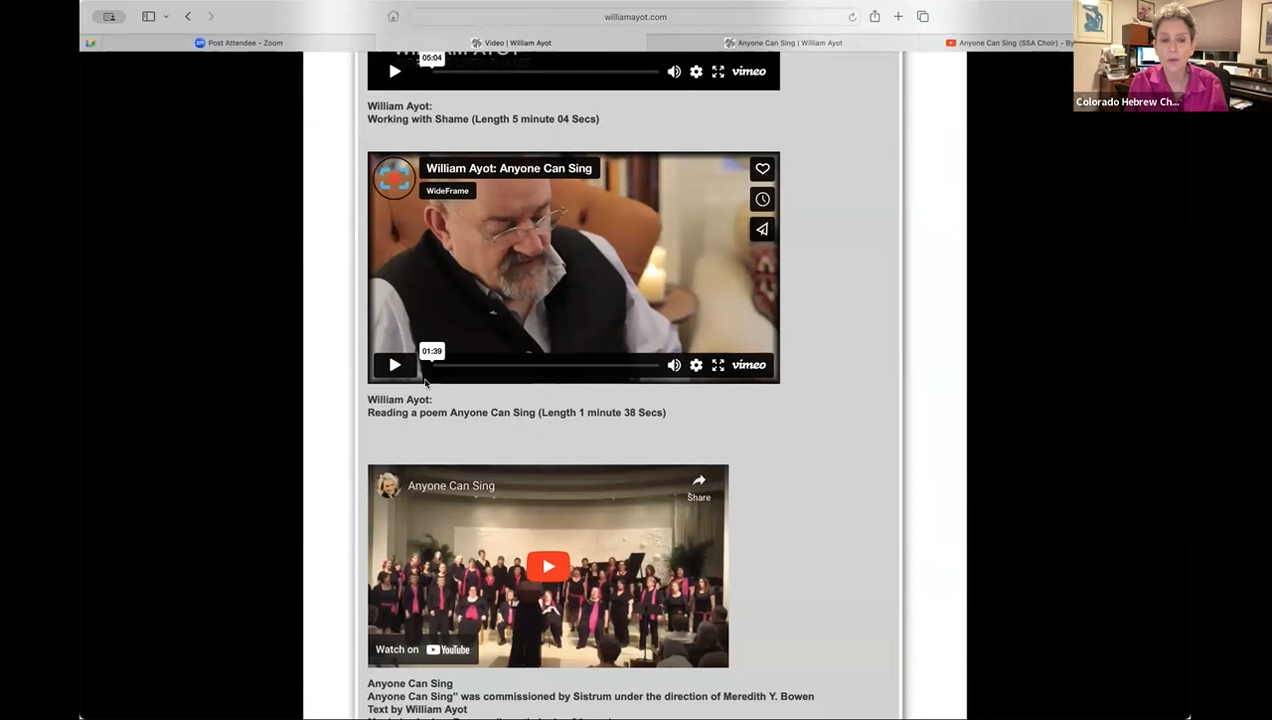 williamayot.com
Post Attendee - Zoom
Video | William Ayot
Anyone Can Sing | William Ayot
Anyone Can Sing (SSA Choir) - By
Colorado Hebrew Ch...
05:04
vimeo
William Ayot:
Working with Shame (Length 5 minute 04 Secs)
William Ayot: Anyone Can Sing
WideFrame
01:39
vimeo
William Ayot:
Reading a poem Anyone Can Sing (Length 1 minute 38 Secs)
Anyone Can Sing
Share
Watch on YouTube
Anyone Can Sing
Anyone Can Sing" was commissioned by Sistrum under the direction of Meredith Y. Bowen
Text by William Ayot